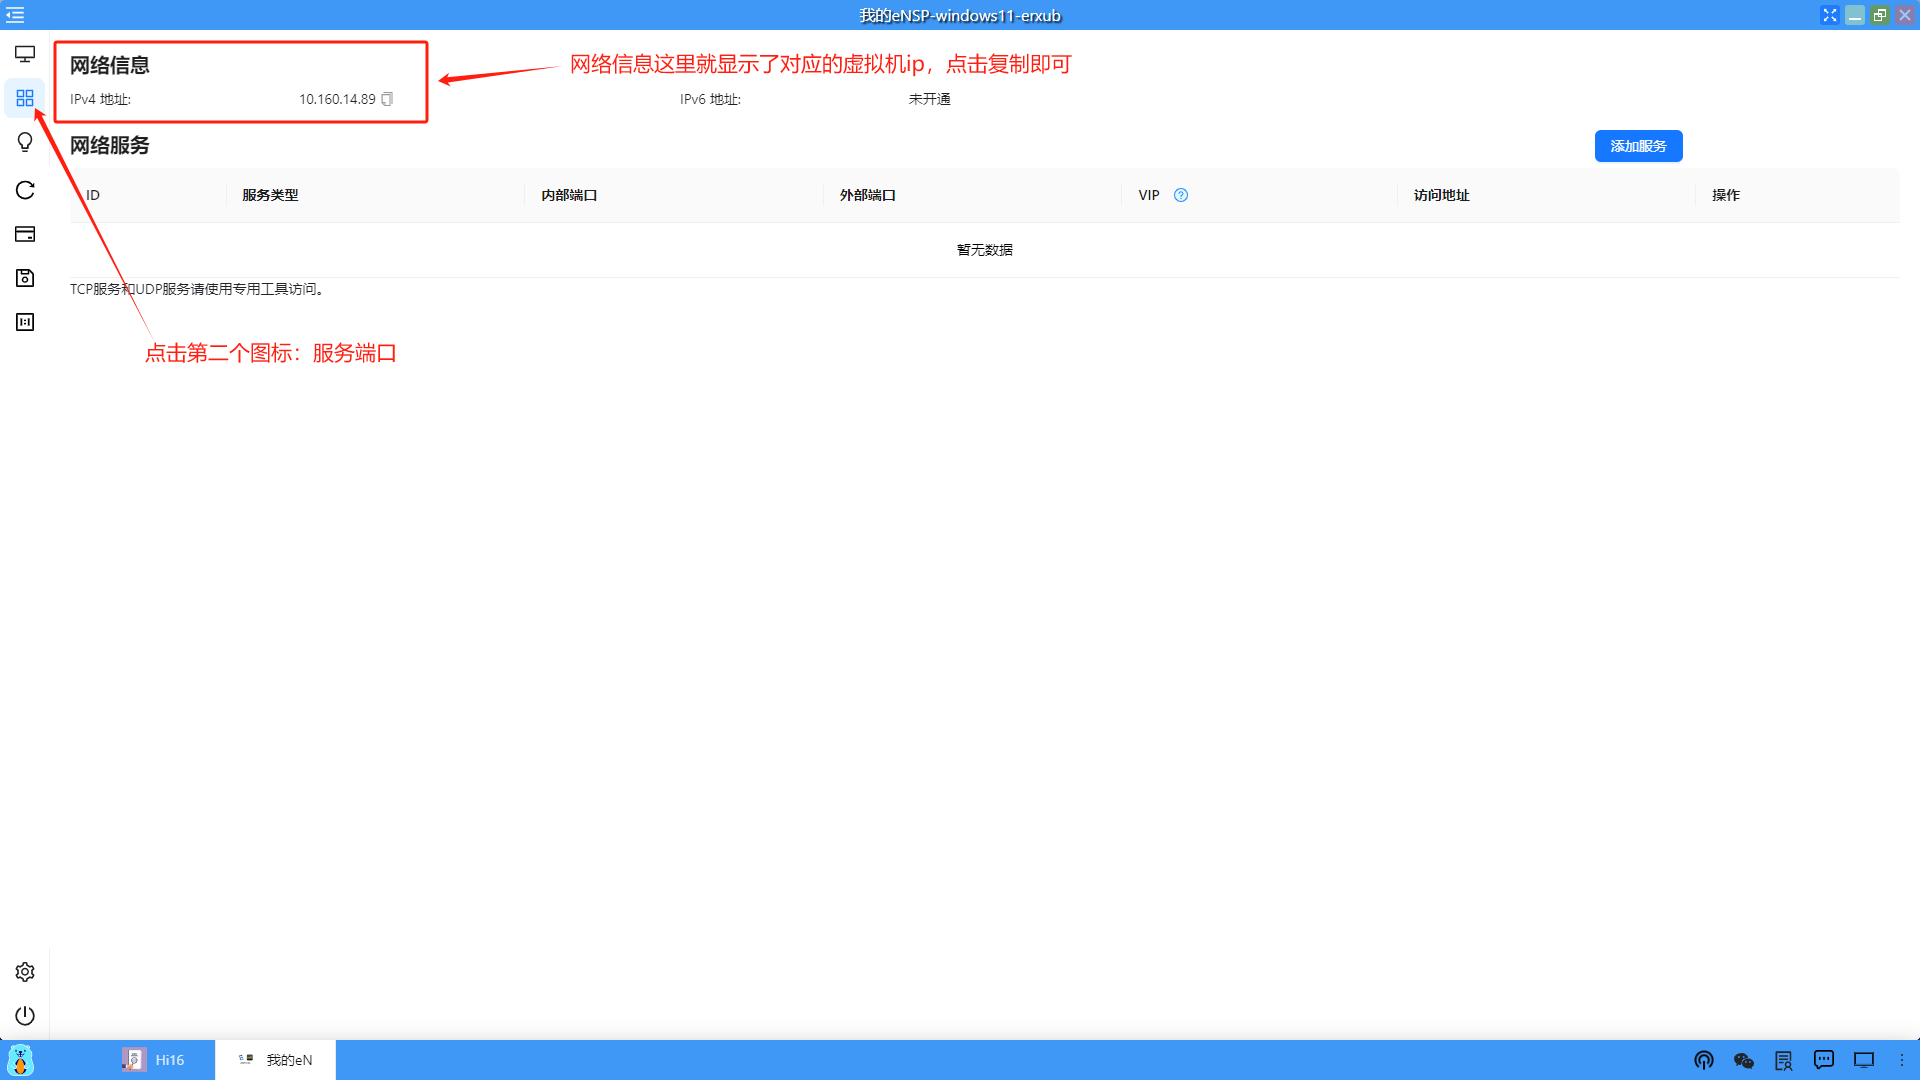 我的eNSP-windows11-erxub
网络信息
网络信息这里就显示了对应的虚拟机ip，点击复制即可
IPv4 地址:
10.160.14.89
IPv6 地址:
未开通
网络服务
添加服务
ID
服务类型
内部端口
外部端口
VIP
访问地址
操作
暂无数据
TCP服务和UDP服务请使用专用工具访问。
点击第二个图标：服务端口
Hi16
我的eN